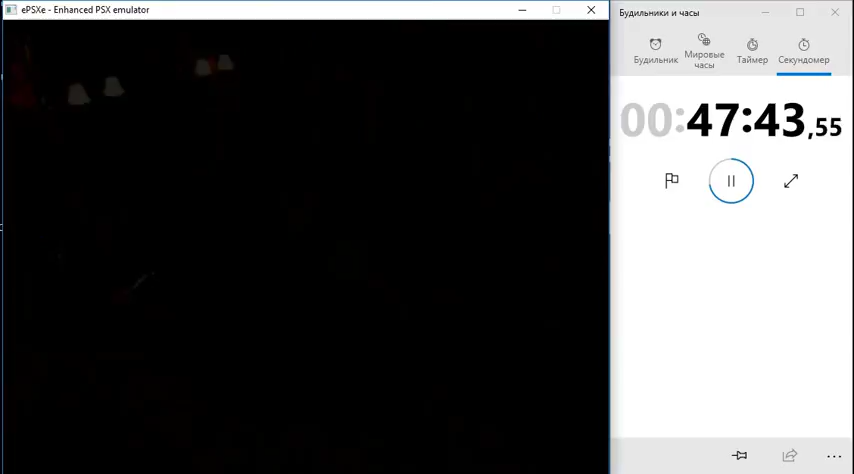 ePSXe - Enhanced PSX emulator
Будильники и часы
Будильник
Мировые
часы
Таймер
Секундомер
00:47:43,55